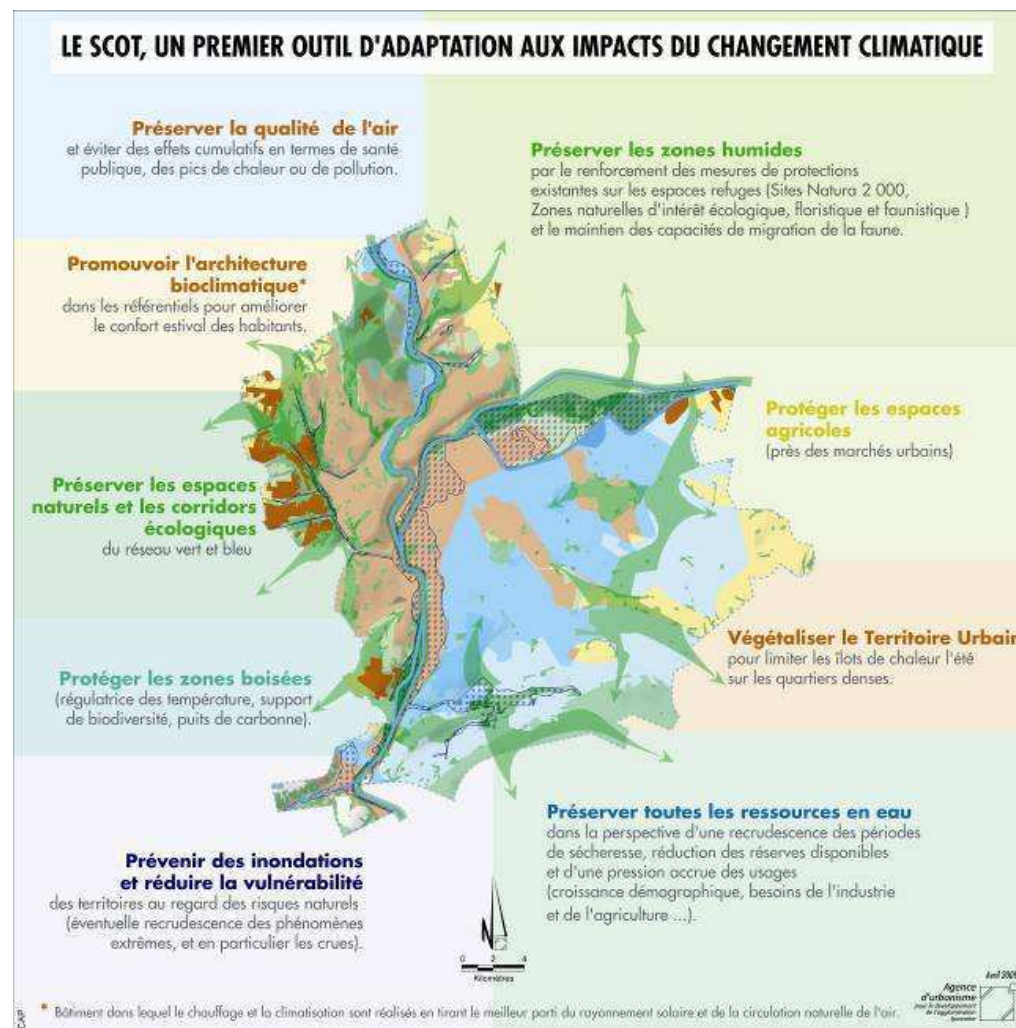 LE SCOT, UN PREMIER OUTIL D'ADAPTATION AUX IMPACTS DU CHANGEMENT CLIMATIQUE
Préserver la qualité de l'air
et éviter des effets cumulatifs en termes de santé
publique, des pics de chaleur ou de pollution.
Préserver les zones humides
par le renforcement des mesures de protections
existantes sur les espaces refuges (Sites Natura 2 000,
Zones naturelles d'intérêt écologique, floristique et faunistique )
et le maintien des capacités de migration de la faune.
Promouvoir l'architecture
bioclimatique*
dans les référentiels pour améliorer
le confort estival des habitants.
Protéger les espaces
agricoles
(près des marchés urbains)
Préserver les espaces
naturels et les corridors
écologiques
du réseau vert et bleu
Végétaliser le Territoire Urbain
pour limiter les îlots de chaleur l'été
sur les quartiers denses.
Protéger les zones boisées
(régulatrice des température, support
de biodiversité, puits de carbonne).
Préserver toutes les ressources en eau
dans la perspective d'une recrudescence des périodes
de sécheresse, réduction des réserves disponibles
et d'une pression accrue des usages
(croissance démographique, besoins de l'industrie
et de l'agriculture ...).
Prévenir des inondations
et réduire la vulnérabilité
des territoires au regard des risques naturels
(éventuelle recrudescence des phénomènes
extrêmes, et en particulier les crues).
N
0 2 4
Kilomètres
Avril 2009
Agence
d'urbanisme
pour le développement
de l'agglomération
lyonnaise
* Bâtiment dans lequel le chauffage et la climatisation sont réalisés en tirant le meilleur parti du rayonnement solaire et de la circulation naturelle de l'air.